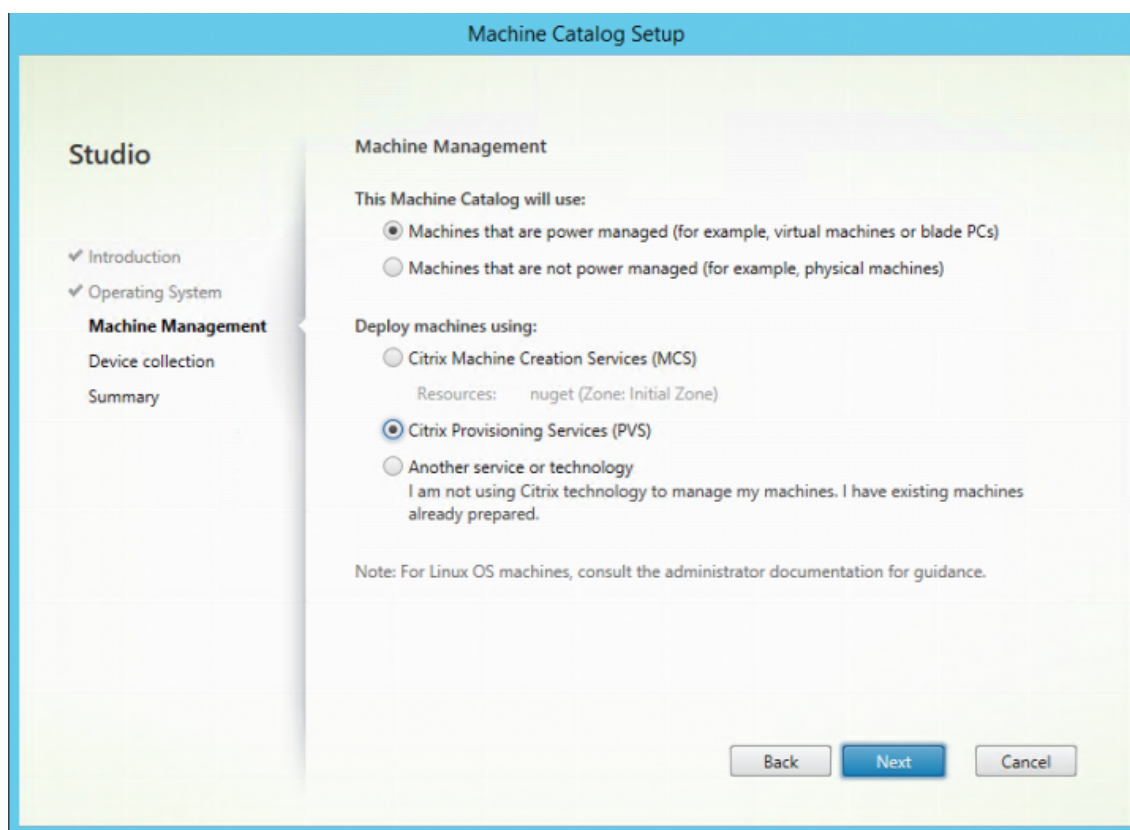 Machine Catalog Setup
Studio
Introduction
Operating System
Machine Management
Device collection
Summary
Machine Management
This Machine Catalog will use:
Machines that are power managed (for example, virtual machines or blade PCs)
Machines that are not power managed (for example, physical machines)
Deploy machines using:
Citrix Machine Creation Services (MCS)
Resources: nuget (Zone: Initial Zone)
Citrix Provisioning Services (PVS)
Another service or technology
I am not using Citrix technology to manage my machines. I have existing machines
already prepared.
Note: For Linux OS machines, consult the administrator documentation for guidance.
Back
Next
Cancel